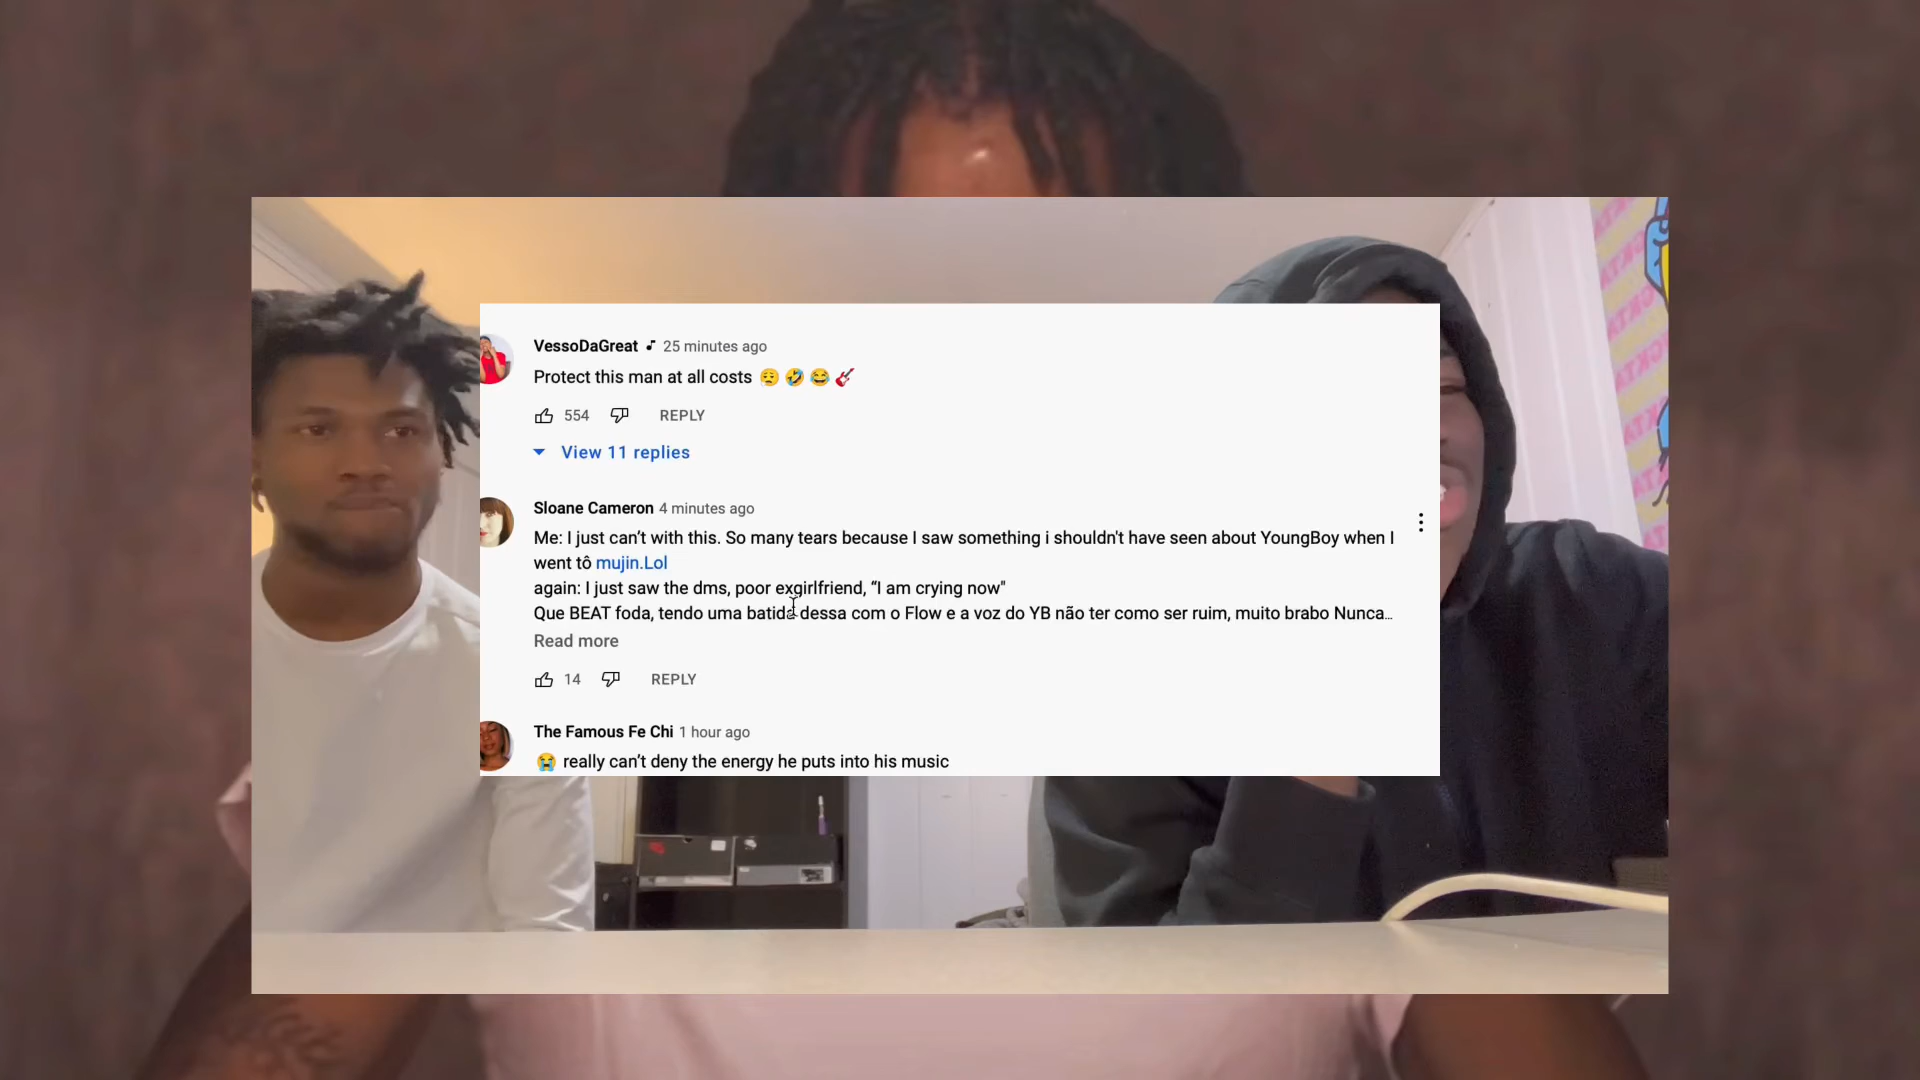 VessoDaGreat 25 minutes ago
Protect this man at all costs 😮‍💨 🤣 😂 🎸
554 REPLY
View 11 replies
Sloane Cameron 4 minutes ago
Me: I just can’t with this. So many tears because I saw something i shouldn't have seen about YoungBoy when I
went tô mujin.Lol
again: I just saw the dms, poor exgirlfriend, “I am crying now"
Que BEAT foda, tendo uma batida dessa com o Flow e a voz do YB não ter como ser ruim, muito brabo Nunca...
Read more
14 REPLY
The Famous Fe Chi 1 hour ago
😭 really can’t deny the energy he puts into his music